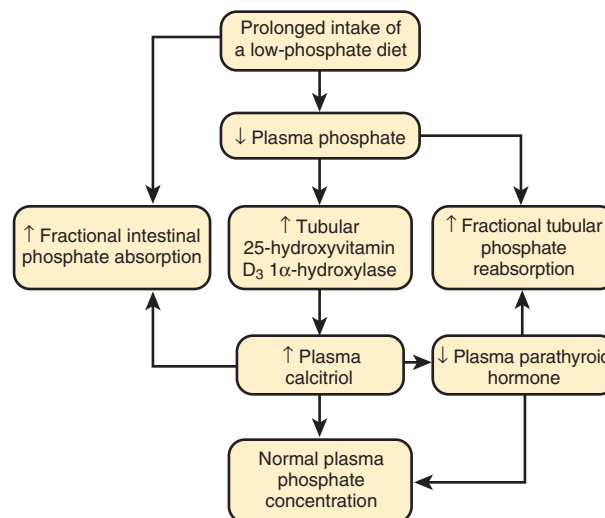 Prolonged intake of
a low-phosphate diet
↓ Plasma phosphate
↑ Fractional intestinal
phosphate absorption
↑ Tubular
25-hydroxyvitamin
D₃ 1α-hydroxylase
↑ Fractional tubular
phosphate
reabsorption
↑ Plasma
calcitriol
↓ Plasma parathyroid
hormone
Normal plasma
phosphate
concentration